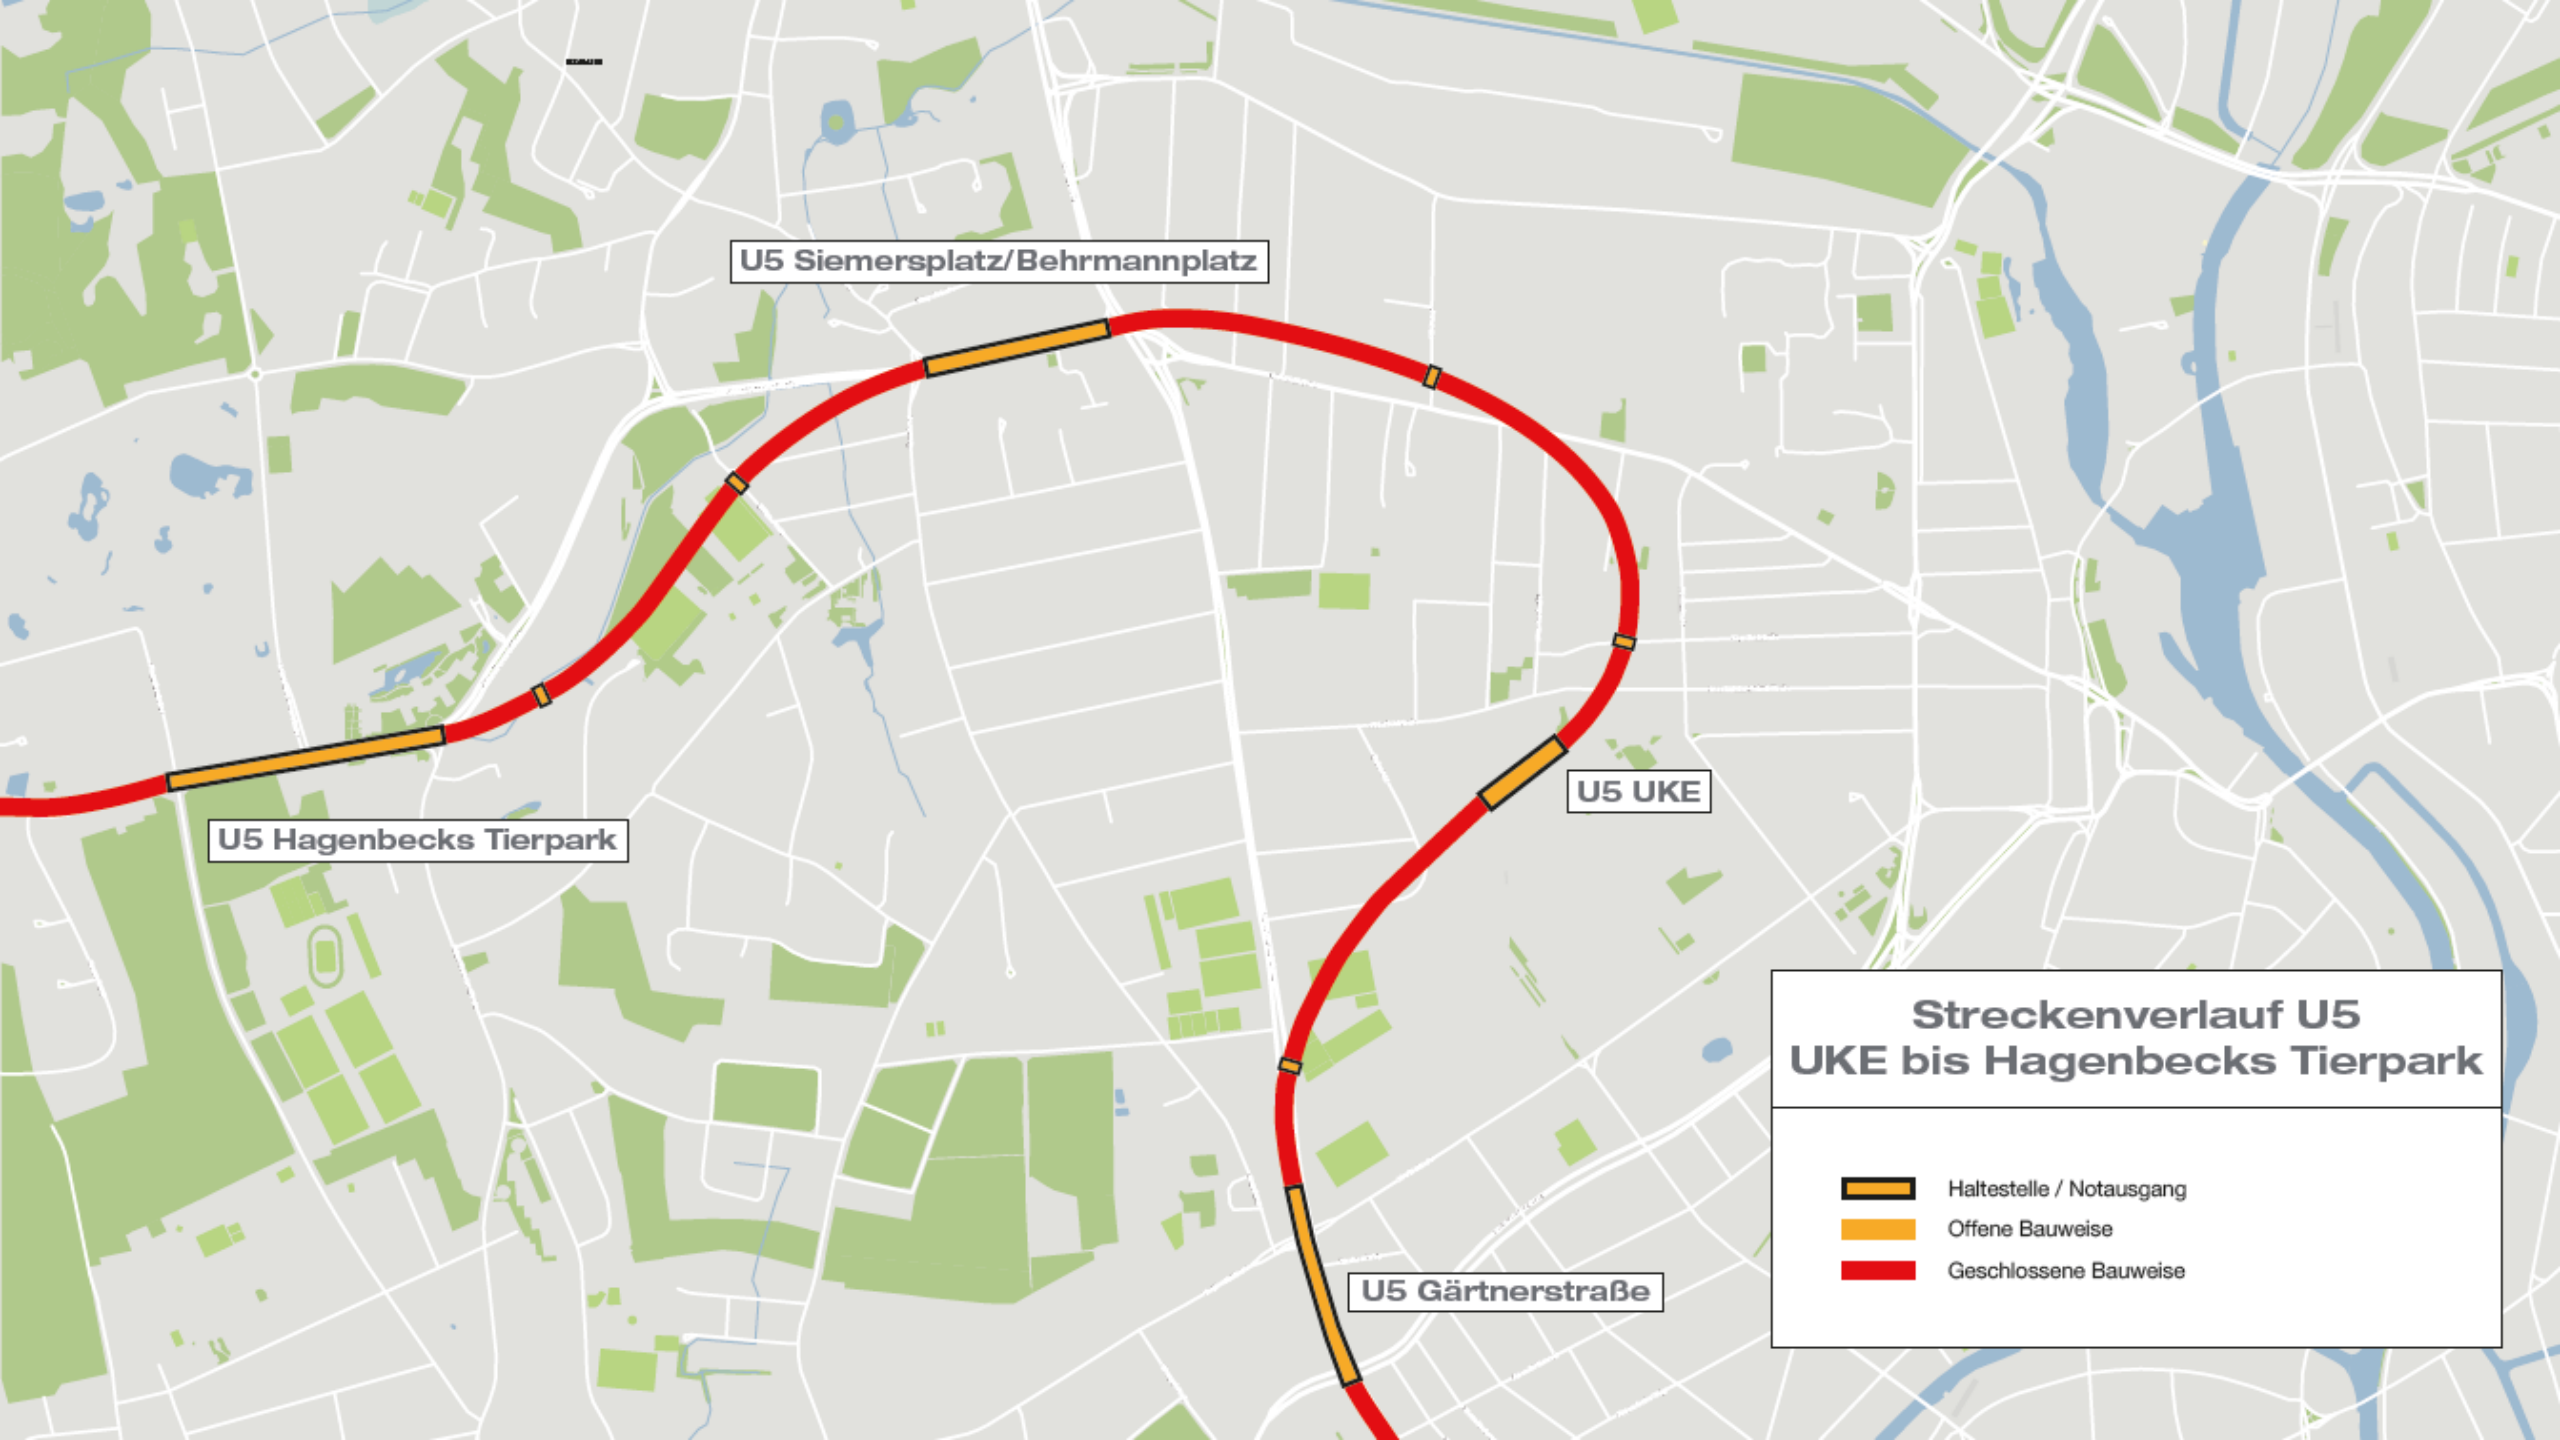 U5 Siemersplatz/Behrmannplatz
U5 UKE
U5 Hagenbecks Tierpark
U5 Gärtnerstraße
Streckenverlauf U5
UKE bis Hagenbecks Tierpark
Haltestelle / Notausgang
Offene Bauweise
Geschlossene Bauweise